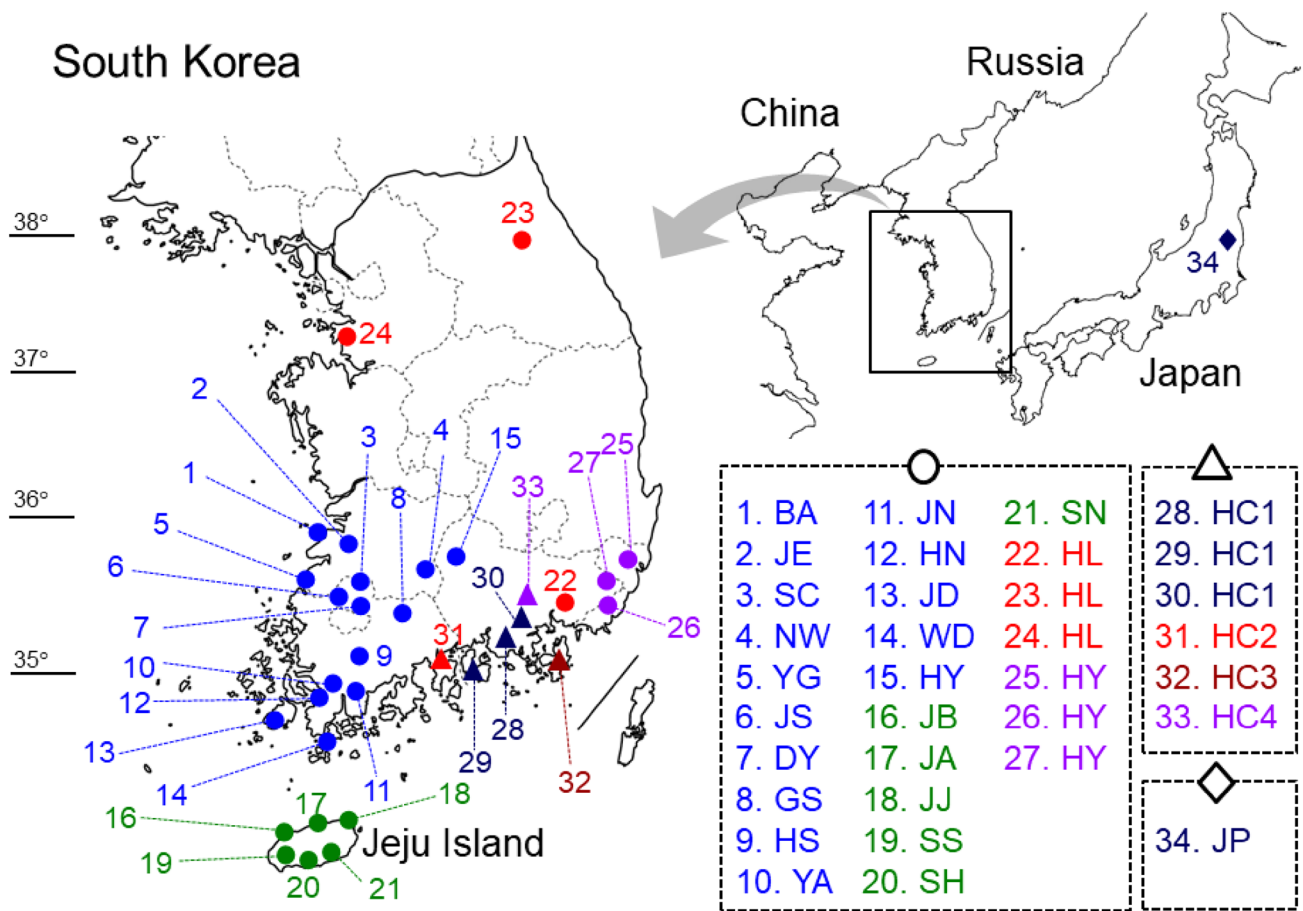 South Korea
Russia
China
Japan
34
38°
37°
36°
35°
23
24
2
3
4
15
27
25
1
8
33
5
6
30
22
7
31
26
10
9
12
28
13
29
14
11
32
16
17
18
Jeju Island
19
20
21
1. BA
2. JE
3. SC
4. NW
5. YG
6. JS
7. DY
8. GS
9. HS
10. YA
11. JN
12. HN
13. JD
14. WD
15. HY
16. JB
17. JA
18. JJ
19. SS
20. SH
21. SN
22. HL
23. HL
24. HL
25. HY
26. HY
27. HY
28. HC1
29. HC1
30. HC1
31. HC2
32. HC3
33. HC4
34. JP